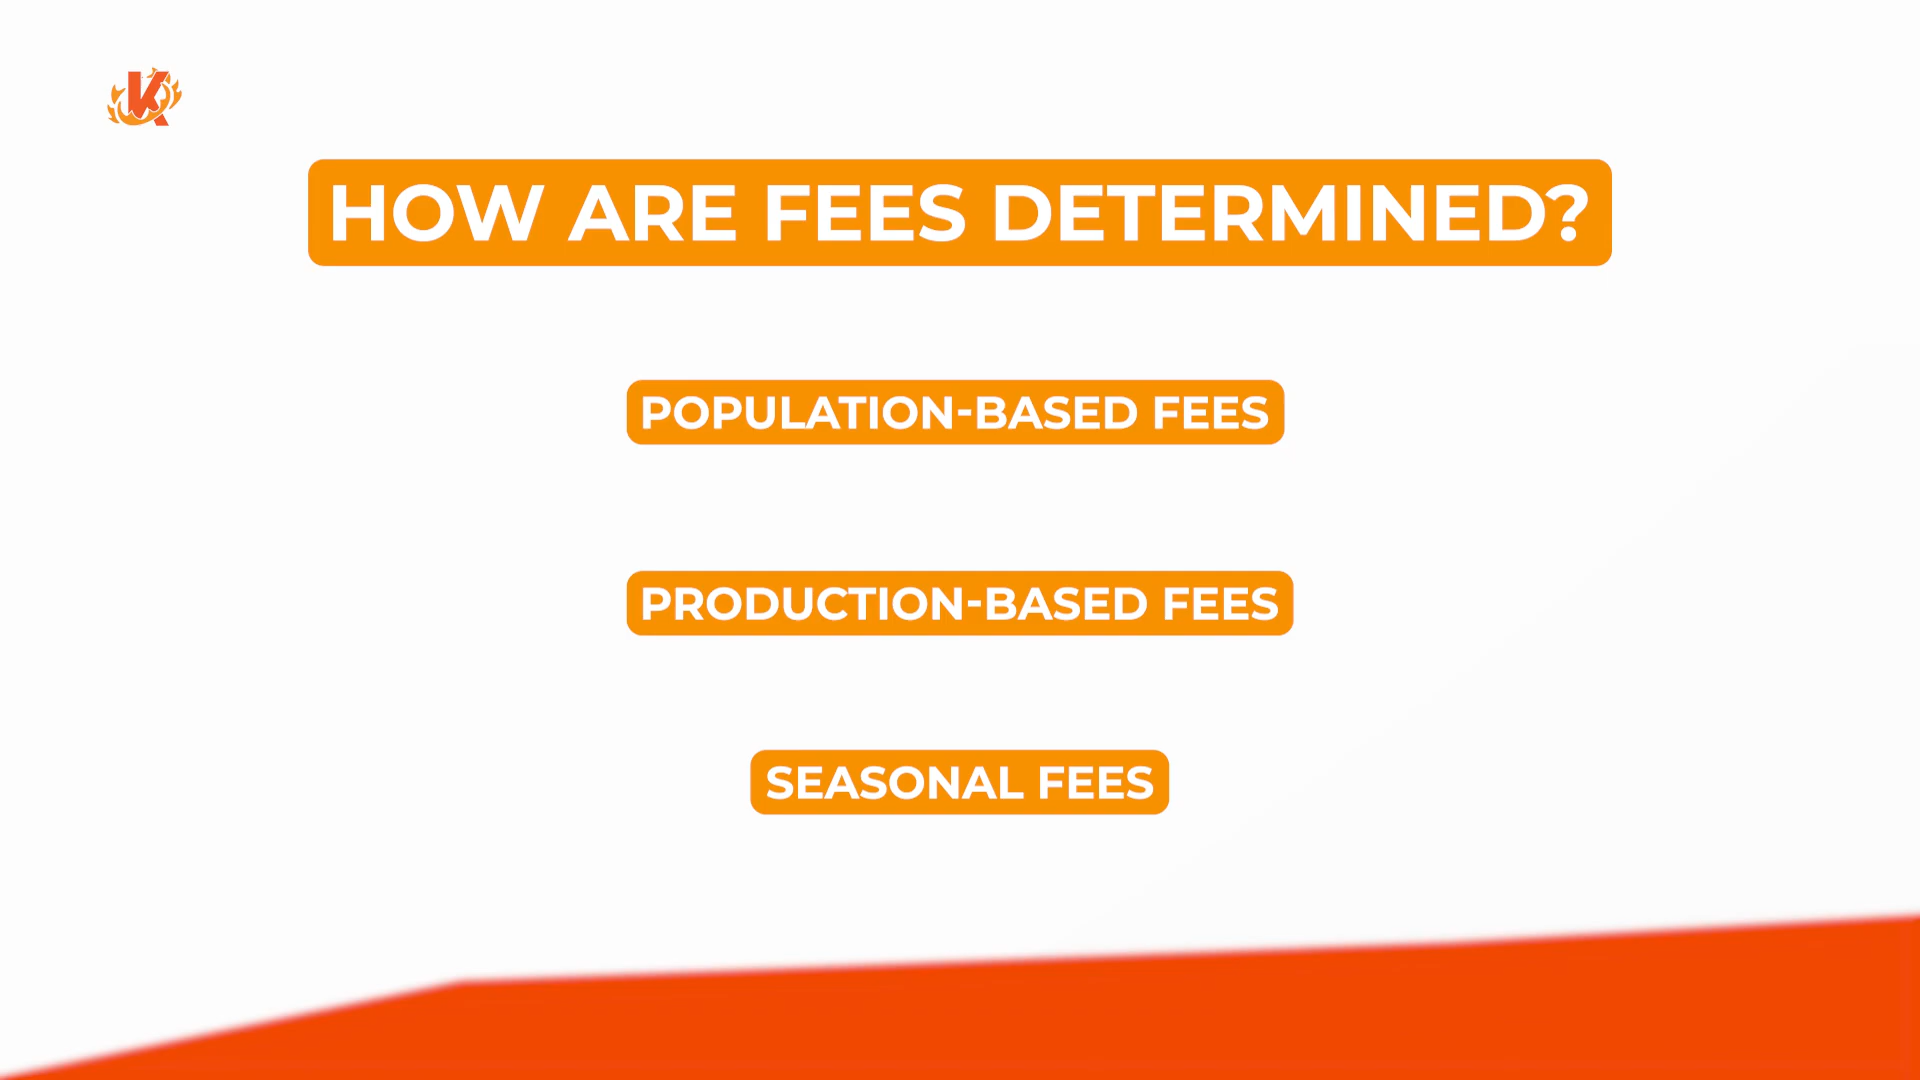 K
HOW ARE FEES DETERMINED?
POPULATION-BASED FEES
PRODUCTION-BASED FEES
SEASONAL FEES